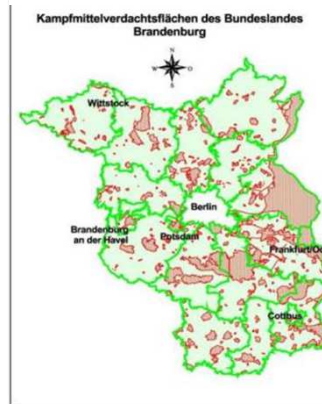 Kampfmittelverdachtsflächen des Bundeslandes
Brandenburg
N
W O
S
Wittstock
Berlin
Brandenburg
an der Havel
Potsdam
Frankfurt/Od
Cottbus